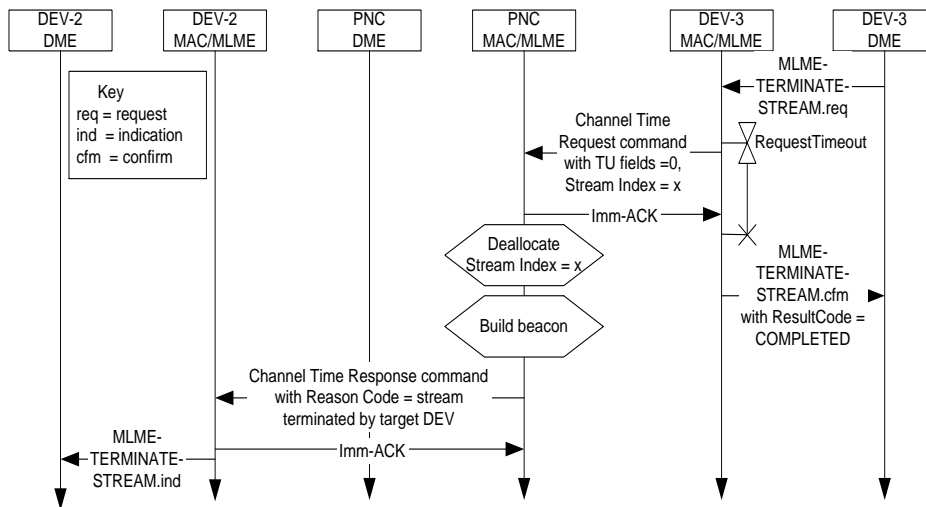 DEV-2
DME
DEV-2
MAC/MLME
PNC
DME
PNC
MAC/MLME
DEV-3
MAC/MLME
DEV-3
DME
Key
req = request
ind = indication
cfm = confirm
MLME-
TERMINATE-
STREAM.req
Channel Time
Request command
with TU fields =0,
Stream Index = x
RequestTimeout
Imm-ACK
Deallocate
Stream Index = x
MLME-
TERMINATE-
STREAM.cfm
with ResultCode =
COMPLETED
Build beacon
Channel Time Response command
with Reason Code = stream
terminated by target DEV
Imm-ACK
MLME-
TERMINATE-
STREAM.ind